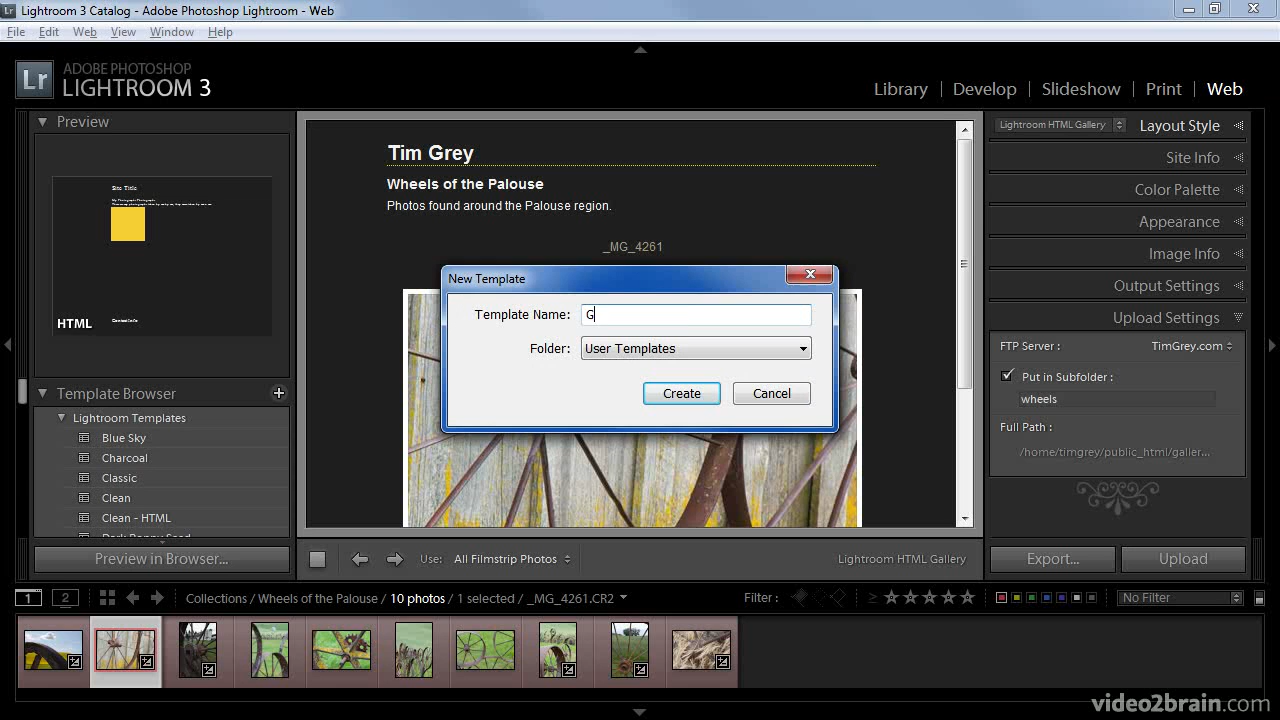 Lr Lightroom 3 Catalog - Adobe Photoshop Lightroom - Web
File Edit Web View Window Help
Lr ADOBE PHOTOSHOP
LIGHTROOM 3
Library | Develop | Slideshow | Print | Web
Preview
Site Title
HTML
Contact Info
Template Browser
Lightroom Templates
Blue Sky
Charcoal
Classic
Clean
Clean - HTML
Preview in Browser...
Tim Grey
Wheels of the Palouse
Photos found around the Palouse region.
_MG_4261
New Template
Template Name: G
Folder: User Templates
Create Cancel
Use: All Filmstrip Photos
Lightroom HTML Gallery
Lightroom HTML Gallery Layout Style
Site Info
Color Palette
Appearance
Image Info
Output Settings
Upload Settings
FTP Server : TimGrey.com
Put in Subfolder :
wheels
Full Path :
/home/timgrey/public_html/galler...
Export... Upload
1 2 Collections / Wheels of the Palouse / 10 photos / 1 selected / _MG_4261.CR2
Filter : ≥ No Filter
video2brain.com